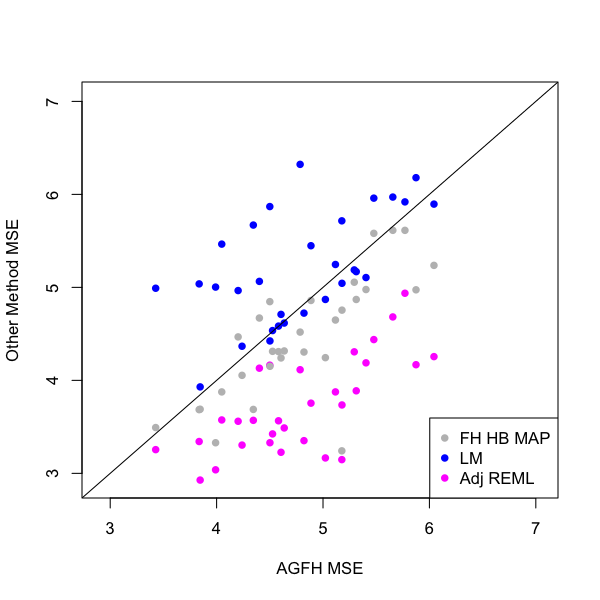 7
6
5
4
3
Other Method MSE
FH HB MAP
LM
Adj REML
3 4 5 6 7
AGFH MSE